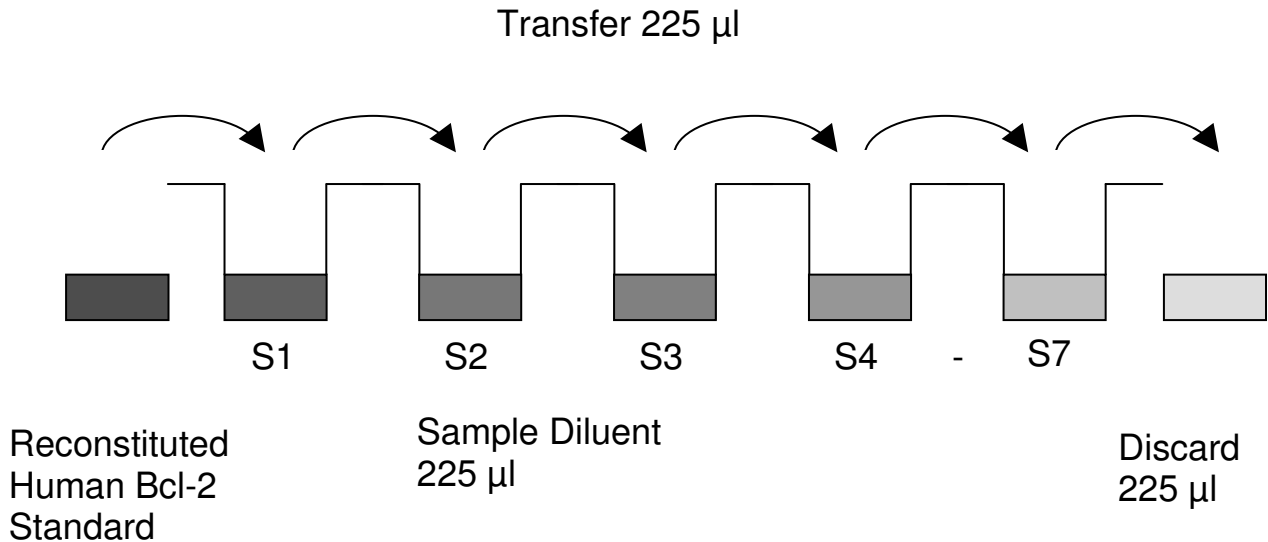 Transfer 225 µl
S1 S2 S3 S4 - S7
Reconstituted
Human Bcl-2
Standard
Sample Diluent
225 µl
Discard
225 µl